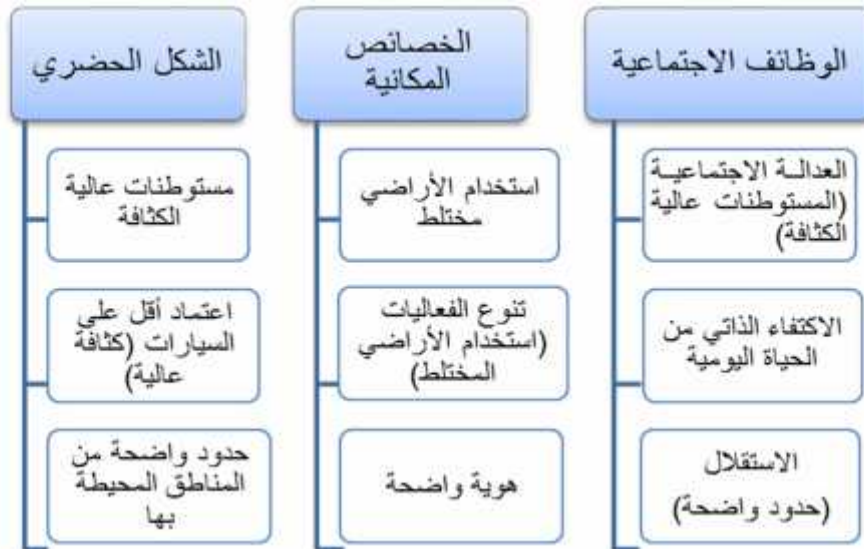 الوظائف الاجتماعية
العدالة الاجتماعية
(المستوطنات عالية
الكثافة)
الاكتفاء الذاتي من
الحياة اليومية
الاستقلال
(حدود واضحة)
الخصائص
المكانية
استخدام الأراضي
مختلط
تنوع الفعاليات
(استخدام الأراضي
المختلط)
هوية واضحة
الشكل الحضري
مستوطنات عالية
الكثافة
اعتماد أقل على
السيارات (كثافة
عالية)
حدود واضحة من
المناطق المحيطة
بها